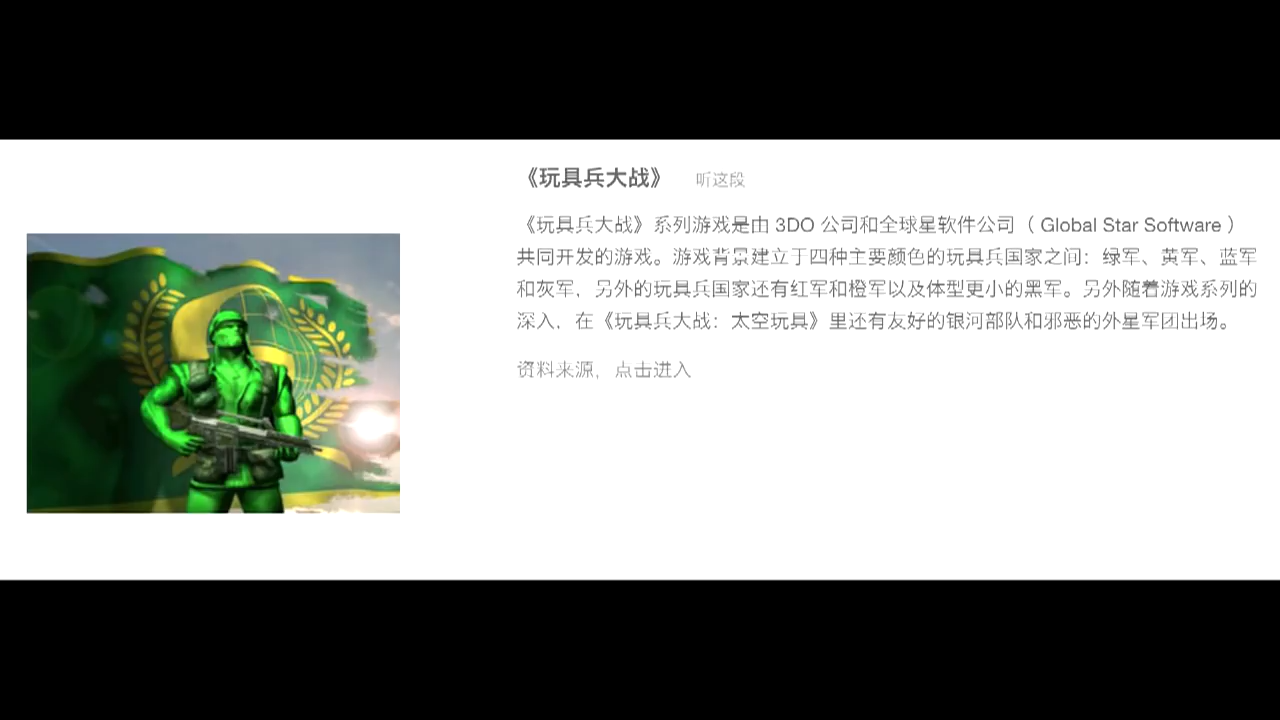 《玩具兵大战》 听这段
《玩具兵大战》系列游戏是由 3DO 公司和全球星软件公司（ Global Star Software ）
共同开发的游戏。游戏背景建立于四种主要颜色的玩具兵国家之间：绿军、黄军、蓝军
和灰军，另外的玩具兵国家还有红军和橙军以及体型更小的黑军。另外随着游戏系列的
深入，在《玩具兵大战：太空玩具》里还有友好的银河部队和邪恶的外星军团出场。
资料来源，点击进入